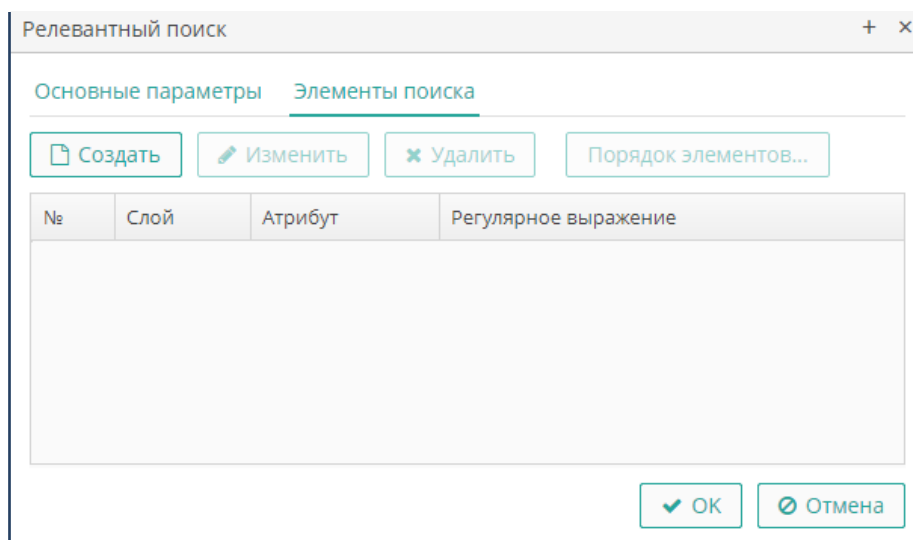 Релевантный поиск
Основные параметры Элементы поиска
Создать Изменить Удалить Порядок элементов...
№ Слой Атрибут Регулярное выражение
OK Отмена